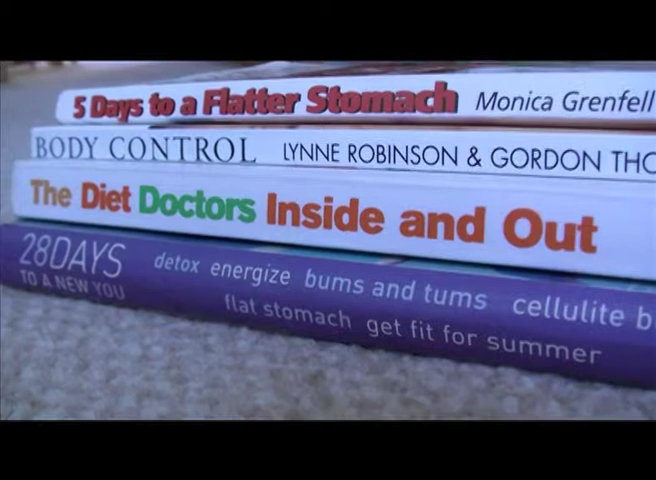 5 Days to a Flatter Stomach Monica Grenfell
BODY CONTROL LYNNE ROBINSON & GORDON
The Diet Doctors Inside and Out
28DAYS
TO A NEW YOU
detox energize bums and tums cellulite
flat stomach get fit for summer